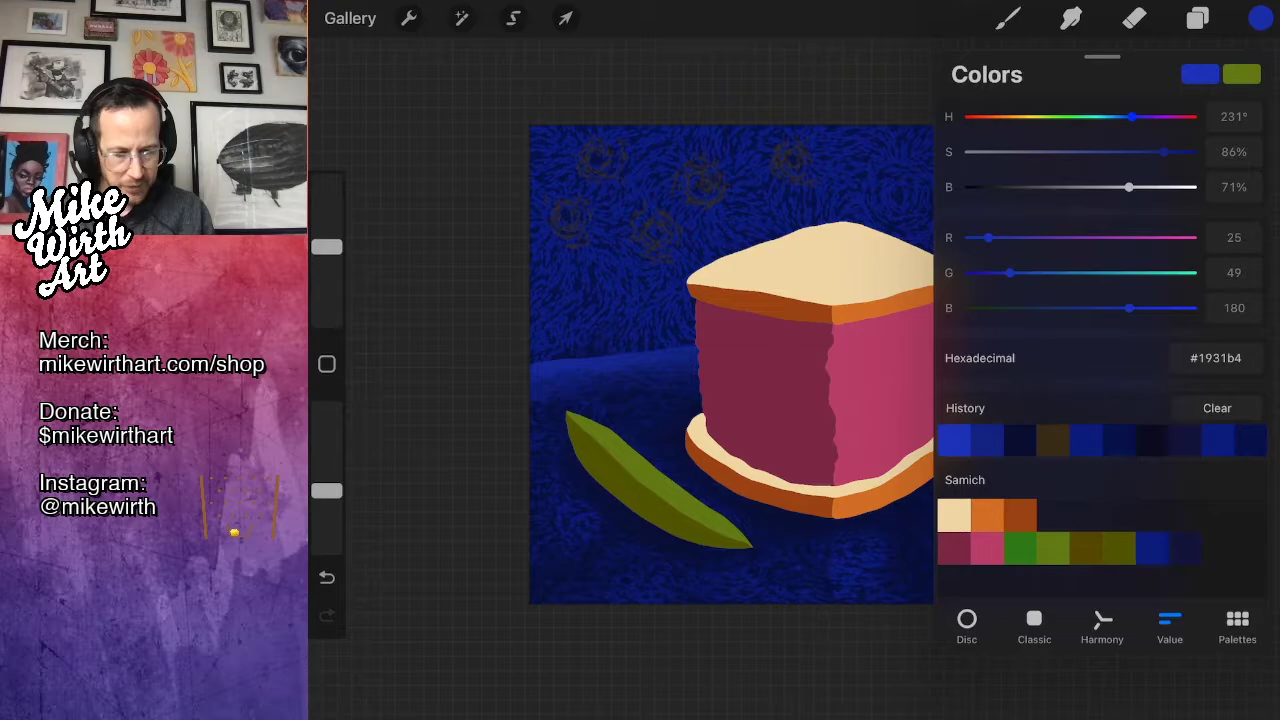 Gallery
Colors
H 231°
S 86%
B 71%
R 25
G 49
B 180
Hexadecimal #1931b4
History Clear
Samich
Disc Classic Harmony Value Palettes
Mike
Wirth
Art
Merch:
mikewirthart.com/shop
Donate:
$mikewirthart
Instagram:
@mikewirth